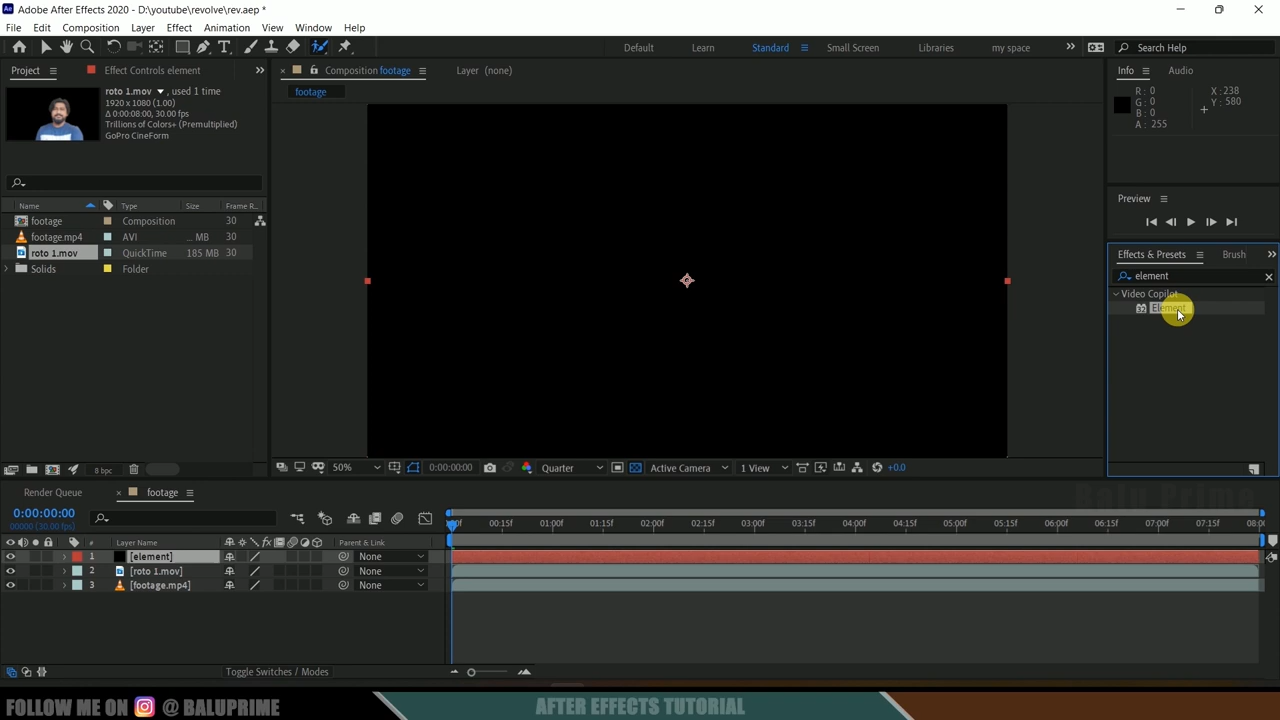 Adobe After Effects 2020 - D:\youtube\revolve\rev.aep *
File Edit Composition Layer Effect Animation View Window Help
Default Learn Standard Small Screen Libraries my space Search Help
Project Effect Controls element
Composition footage Layer (none)
Info Audio
roto 1.mov , used 1 time
1920 x 1080 (1.00)
Δ 0:00:08:00, 30.00 fps
Trillions of Colors+ (Premultiplied)
GoPro CineForm
footage
R: 0
G: 0
B: 0
A: 255
X: 238
Y: 580
Preview
Name Type Size Frame R...
footage Composition 30
footage.mp4 AVI ... MB 30
roto 1.mov QuickTime 185 MB 30
Solids Folder
Effects & Presets Brush
element
Video Copilot
32 Element
8 bpc
50% 0:00:00:00 Quarter Active Camera 1 View +0.0
Render Queue footage
Balu Prime
0:00:00:00
00000 (30.00 fps)
:00f 00:15f 01:00f 01:15f 02:00f 02:15f 03:00f 03:15f 04:00f 04:15f 05:00f 05:15f 06:00f 06:15f 07:00f 07:15f 08:00
# Layer Name Parent & Link
1 [element] None
2 [roto 1.mov] None
3 [footage.mp4] None
Toggle Switches / Modes
FOLLOW ME ON @ BALUPRIME AFTER EFFECTS TUTORIAL